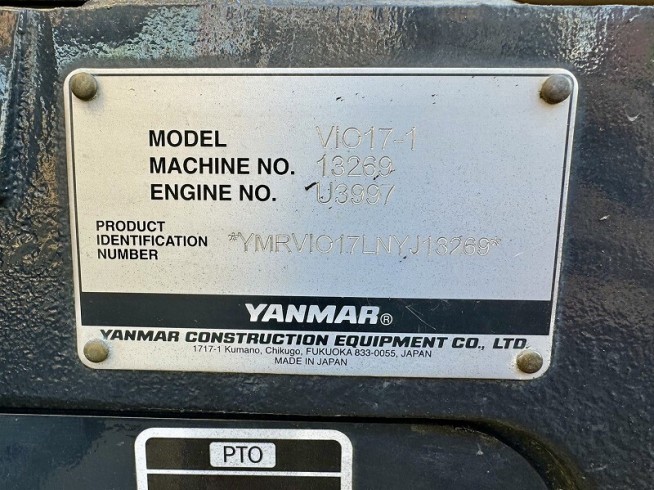 MODEL VIO17-1
MACHINE NO. 13269
ENGINE NO. U3997
PRODUCT
IDENTIFICATION *YMRVIO17LNYJ13269*
NUMBER
YANMAR®
YANMAR CONSTRUCTION EQUIPMENT CO., LTD.
1717-1 Kumano, Chikugo, FUKUOKA 833-0055, JAPAN
MADE IN JAPAN
PTO